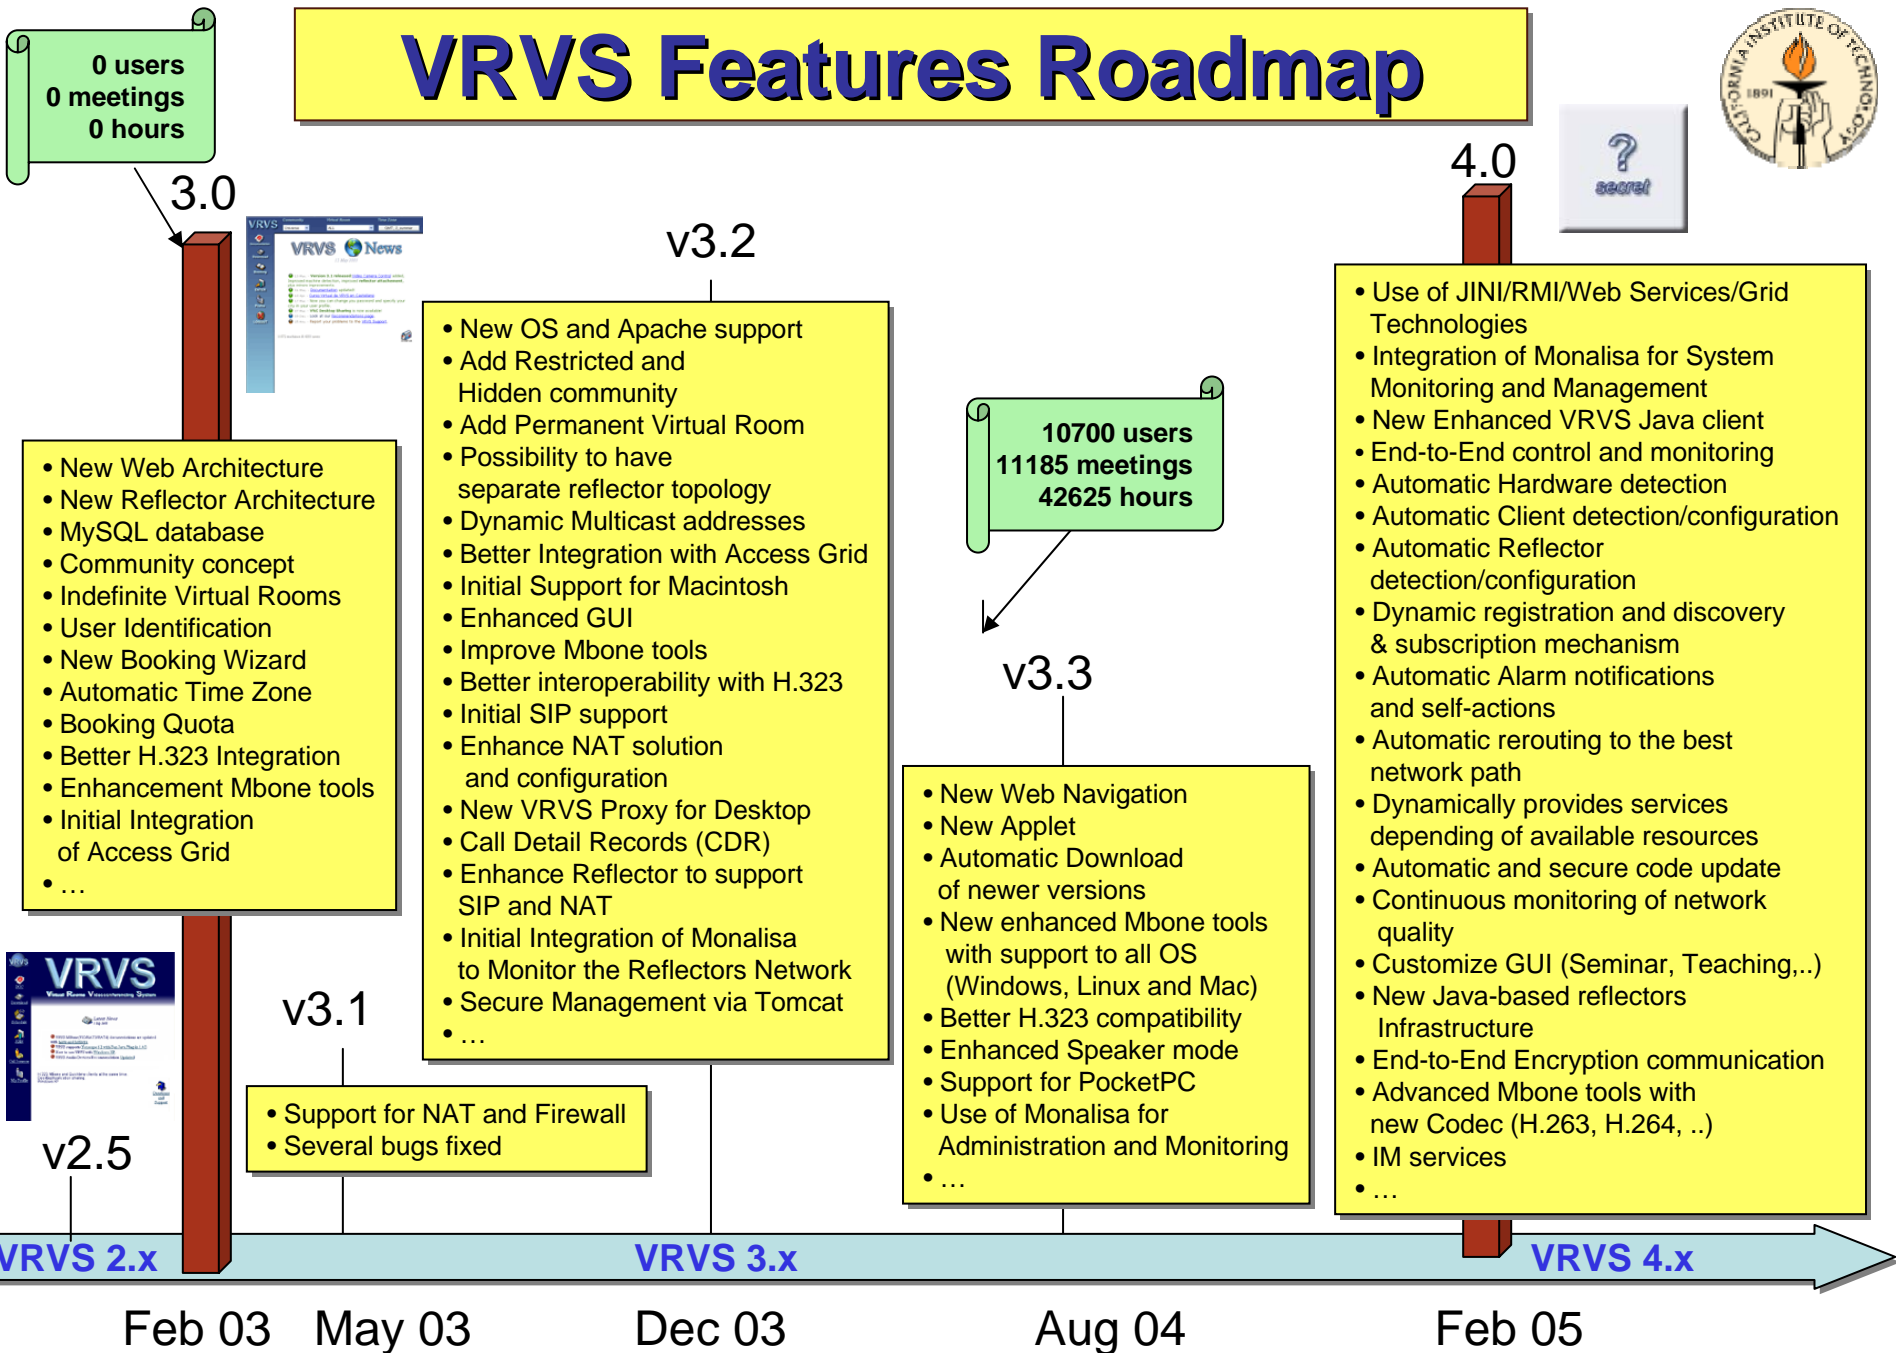 VRVS Features Roadmap
0 users
0 meetings
0 hours
CALIFORNIA INSTITUTE OF TECHNOLOGY
1891
?
secret
3.0
VRVS
VRVS News
v3.2
4.0
• New Web Architecture
• New Reflector Architecture
• MySQL database
• Community concept
• Indefinite Virtual Rooms
• User Identification
• New Booking Wizard
• Automatic Time Zone
• Booking Quota
• Better H.323 Integration
• Enhancement Mbone tools
• Initial Integration
of Access Grid
• …
• New OS and Apache support
• Add Restricted and
Hidden community
• Add Permanent Virtual Room
• Possibility to have
separate reflector topology
• Dynamic Multicast addresses
• Better Integration with Access Grid
• Initial Support for Macintosh
• Enhanced GUI
• Improve Mbone tools
• Better interoperability with H.323
• Initial SIP support
• Enhance NAT solution
and configuration
• New VRVS Proxy for Desktop
• Call Detail Records (CDR)
• Enhance Reflector to support
SIP and NAT
• Initial Integration of Monalisa
to Monitor the Reflectors Network
• Secure Management via Tomcat
• …
10700 users
11185 meetings
42625 hours
v3.3
• New Web Navigation
• New Applet
• Automatic Download
of newer versions
• New enhanced Mbone tools
with support to all OS
(Windows, Linux and Mac)
• Better H.323 compatibility
• Enhanced Speaker mode
• Support for PocketPC
• Use of Monalisa for
Administration and Monitoring
• …
• Use of JINI/RMI/Web Services/Grid
Technologies
• Integration of Monalisa for System
Monitoring and Management
• New Enhanced VRVS Java client
• End-to-End control and monitoring
• Automatic Hardware detection
• Automatic Client detection/configuration
• Automatic Reflector
detection/configuration
• Dynamic registration and discovery
& subscription mechanism
• Automatic Alarm notifications
and self-actions
• Automatic rerouting to the best
network path
• Dynamically provides services
depending of available resources
• Automatic and secure code update
• Continuous monitoring of network
quality
• Customize GUI (Seminar, Teaching,..)
• New Java-based reflectors
Infrastructure
• End-to-End Encryption communication
• Advanced Mbone tools with
new Codec (H.263, H.264, ..)
• IM services
• …
VRVS
Virtual Rooms Videoconferencing System
v2.5
v3.1
• Support for NAT and Firewall
• Several bugs fixed
VRVS 2.x
VRVS 3.x
VRVS 4.x
Feb 03
May 03
Dec 03
Aug 04
Feb 05